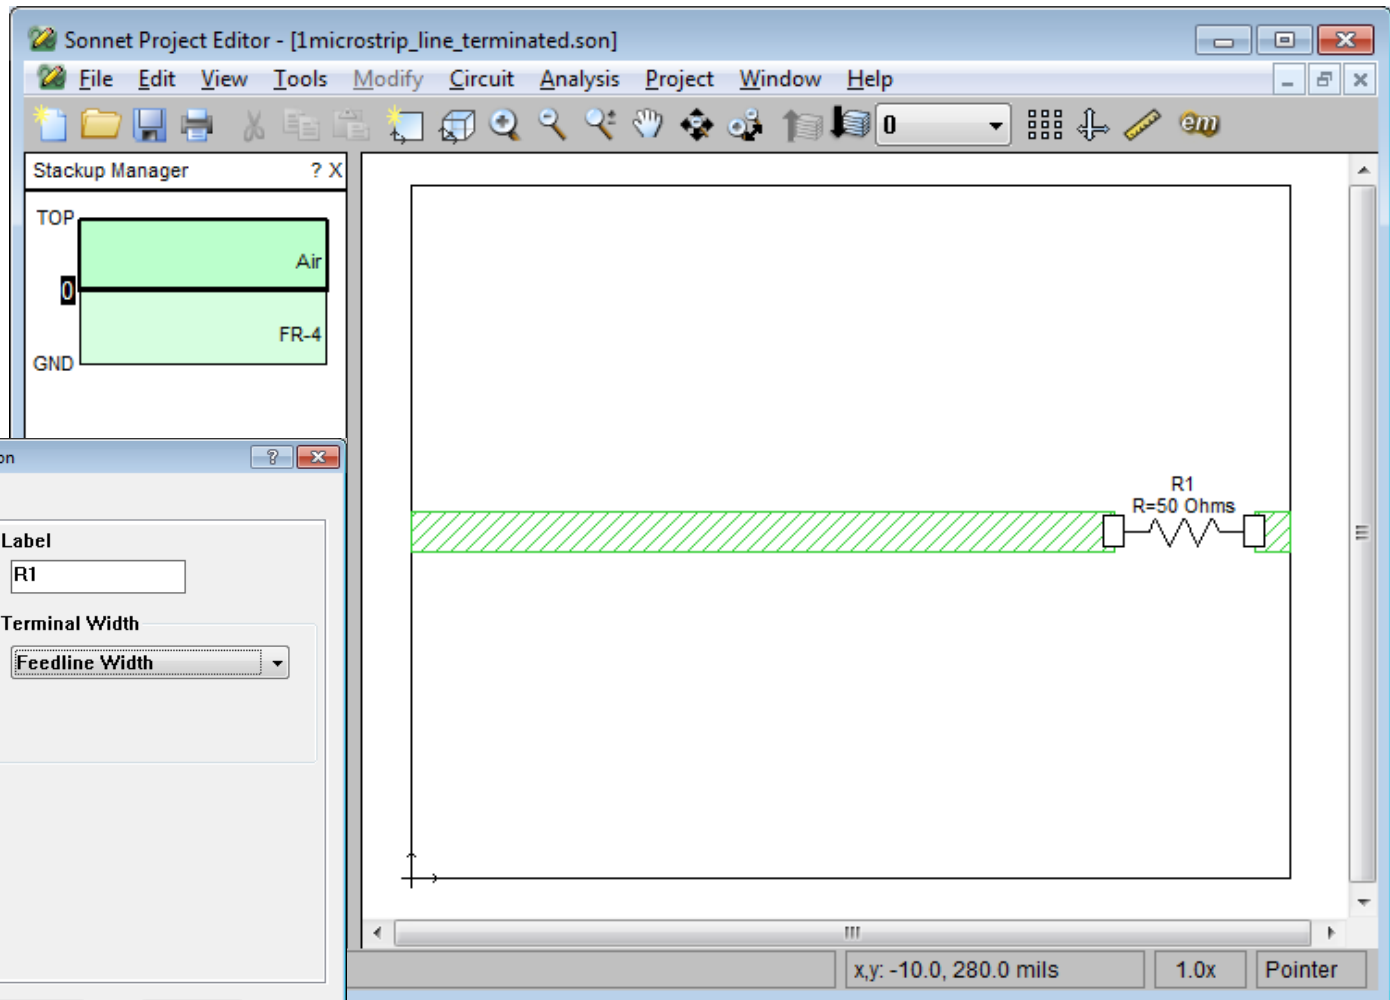 Sonnet Project Editor - [1microstrip_line_terminated.son]
File Edit View Tools Modify Circuit Analysis Project Window Help
0
em
Stackup Manager ? X
TOP
Air
0
FR-4
GND
on
Label
R1
Terminal Width
Feedline Width
R1
R=50 Ohms
x,y: -10.0, 280.0 mils 1.0x Pointer